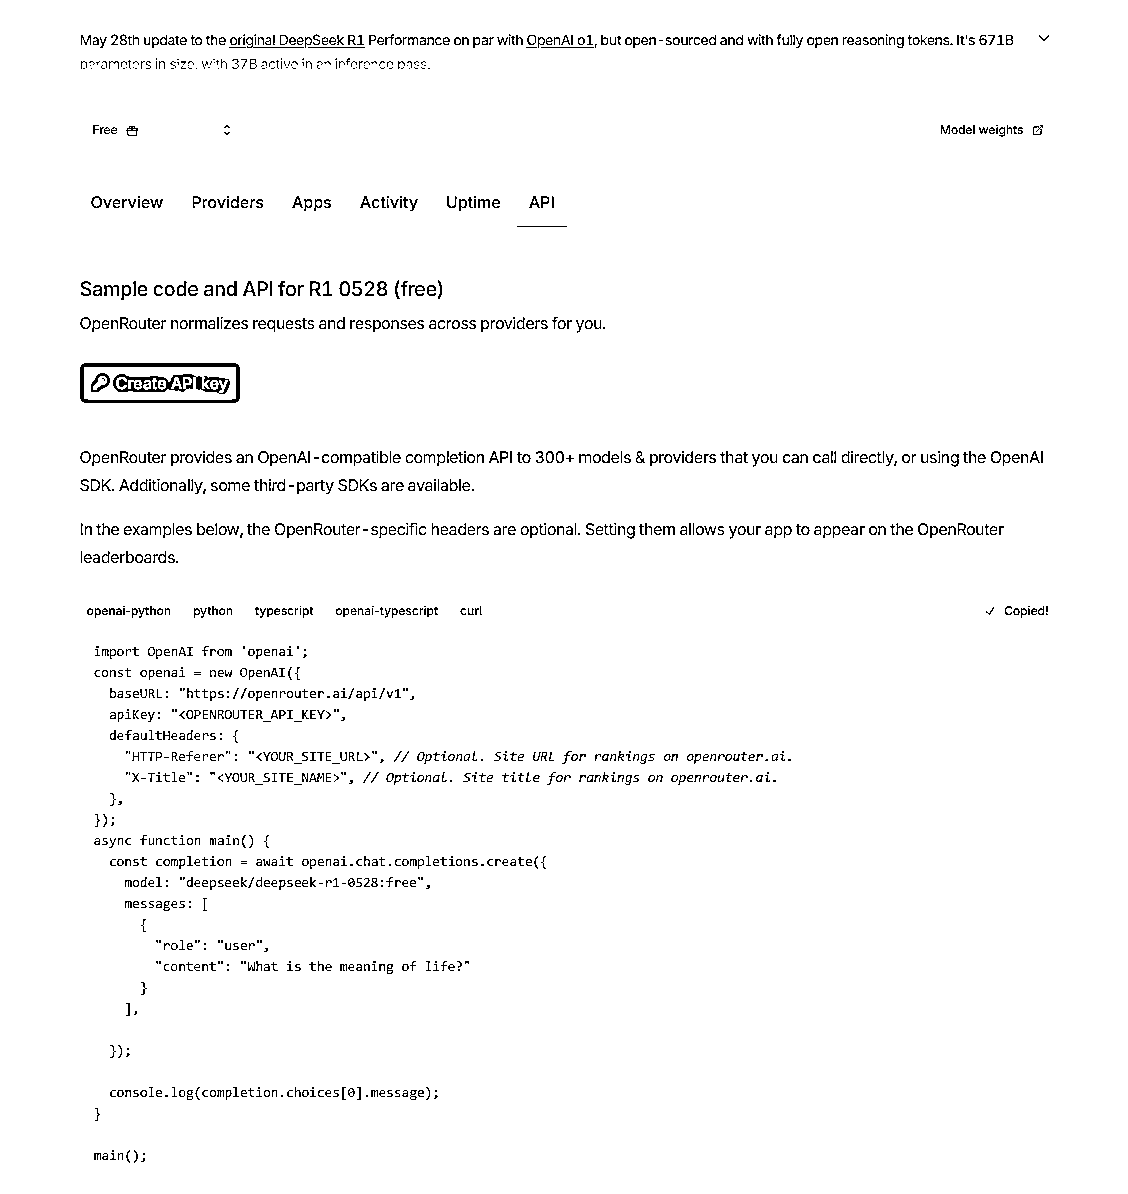 May 28th update to the original DeepSeek R1 Performance on par with OpenAI o1, but open-sourced and with fully open reasoning tokens. It's 671B
parameters in size, with 37B active in an inference pass.
Free
Model weights
Overview Providers Apps Activity Uptime API
Sample code and API for R1 0528 (free)
OpenRouter normalizes requests and responses across providers for you.
Create API key
OpenRouter provides an OpenAI-compatible completion API to 300+ models & providers that you can call directly, or using the OpenAI
SDK. Additionally, some third-party SDKs are available.
In the examples below, the OpenRouter-specific headers are optional. Setting them allows your app to appear on the OpenRouter
leaderboards.
openai-python python typescript openai-typescript curl
Copied!
import OpenAI from 'openai';
const openai = new OpenAI({
  baseURL: "https://openrouter.ai/api/v1",
  apiKey: "<OPENROUTER_API_KEY>",
  defaultHeaders: {
    "HTTP-Referer": "<YOUR_SITE_URL>", // Optional. Site URL for rankings on openrouter.ai.
    "X-Title": "<YOUR_SITE_NAME>", // Optional. Site title for rankings on openrouter.ai.
  },
});
async function main() {
  const completion = await openai.chat.completions.create({
    model: "deepseek/deepseek-r1-0528:free",
    messages: [
      {
        "role": "user",
        "content": "What is the meaning of life?"
      }
    ],
  });
  console.log(completion.choices[0].message);
}
main();